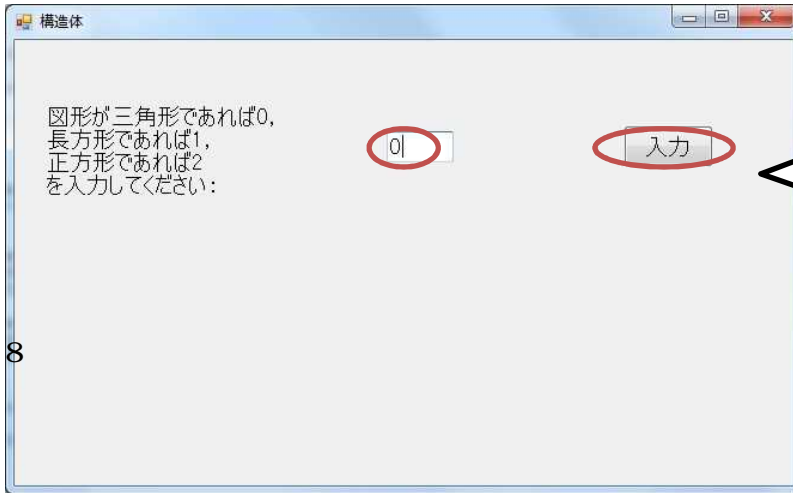 構造体
図形が三角形であれば0,
長方形であれば1,
正方形であれば2
を入力してください:
0
入力
8